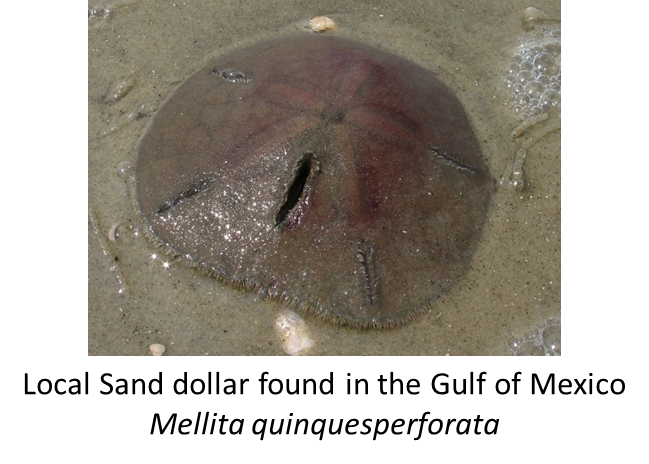 Local Sand dollar found in the Gulf of Mexico
Mellita quinquesperforata